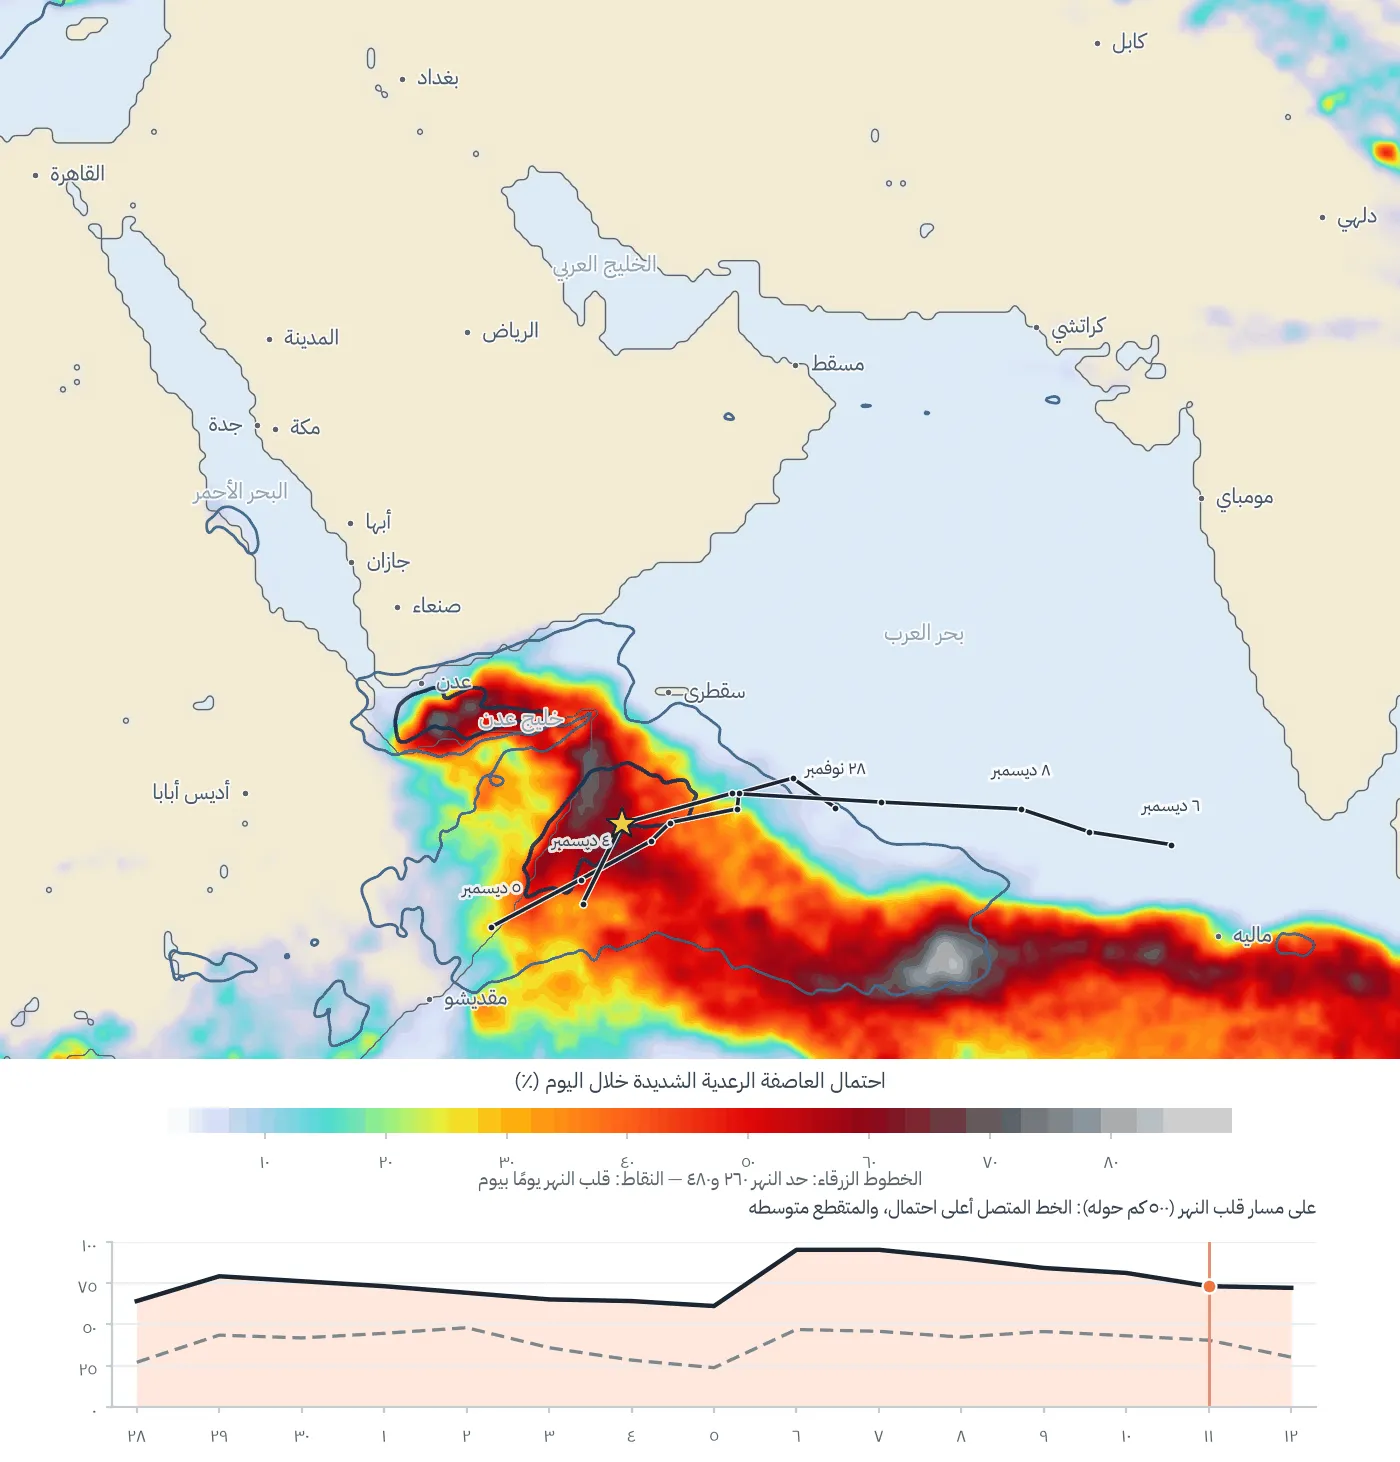 كابل
بغداد
القاهرة
دلهي
الخليج العربي
كراتشي
الرياض
المدينة
مسقط
جدة
مكة
البحر الأحمر
مومباي
أبها
جازان
صنعاء
بحر العرب
عدن
سقطرى
خليج عدن
٢٨ نوفمبر
٨ ديسمبر
أديس أبابا
٦ ديسمبر
٤ ديسمبر
٥ ديسمبر
ماليه
مقديشو
احتمال العاصفة الرعدية الشديدة خلال اليوم (٪)
١٠ ٢٠ ٣٠ ٤٠ ٥٠ ٦٠ ٧٠ ٨٠
الخطوط الزرقاء: حد النهر ٢٦٠ و٤٨٠ — النقاط: قلب النهر يومًا بيوم
على مسار قلب النهر (٥٠٠ كم حوله): الخط المتصل أعلى احتمال، والمتقطع متوسطه
١٠٠
٧٥
٥٠
٢٥
٠
٢٨ ٢٩ ٣٠ ١ ٢ ٣ ٤ ٥ ٦ ٧ ٨ ٩ ١٠ ١١ ١٢